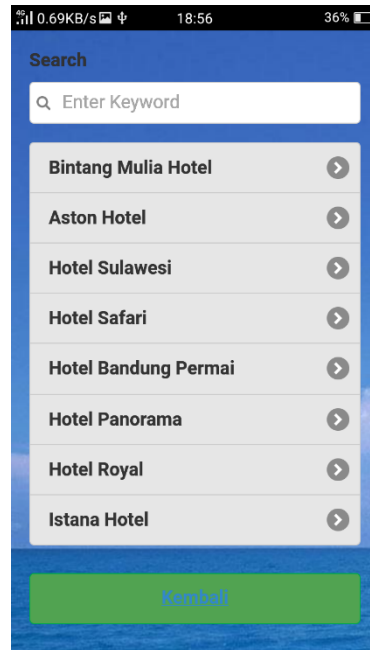 4G 0.69KB/s 18:56 36%
Search
Enter Keyword
Bintang Mulia Hotel
Aston Hotel
Hotel Sulawesi
Hotel Safari
Hotel Bandung Permai
Hotel Panorama
Hotel Royal
Istana Hotel
Kembali